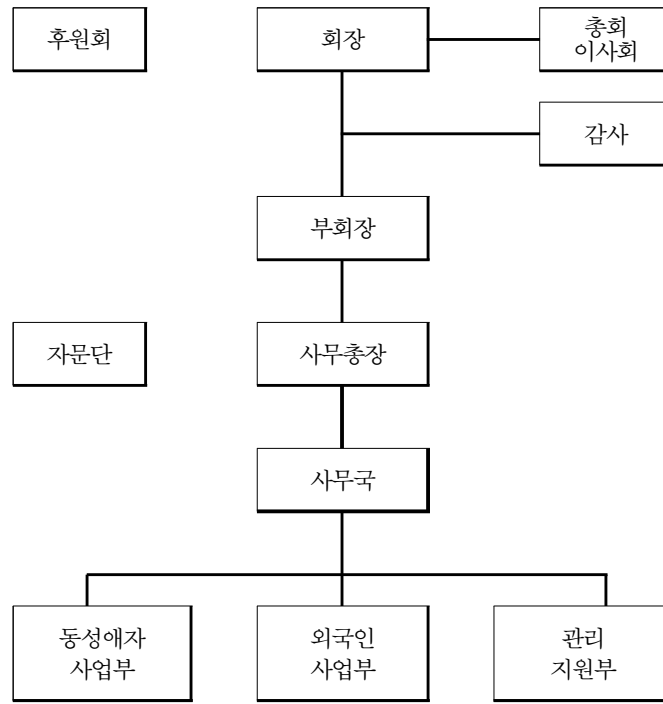 후원회
회장
총회
이사회
감사
부회장
자문단
사무총장
사무국
동성애자
사업부
외국인
사업부
관리
지원부